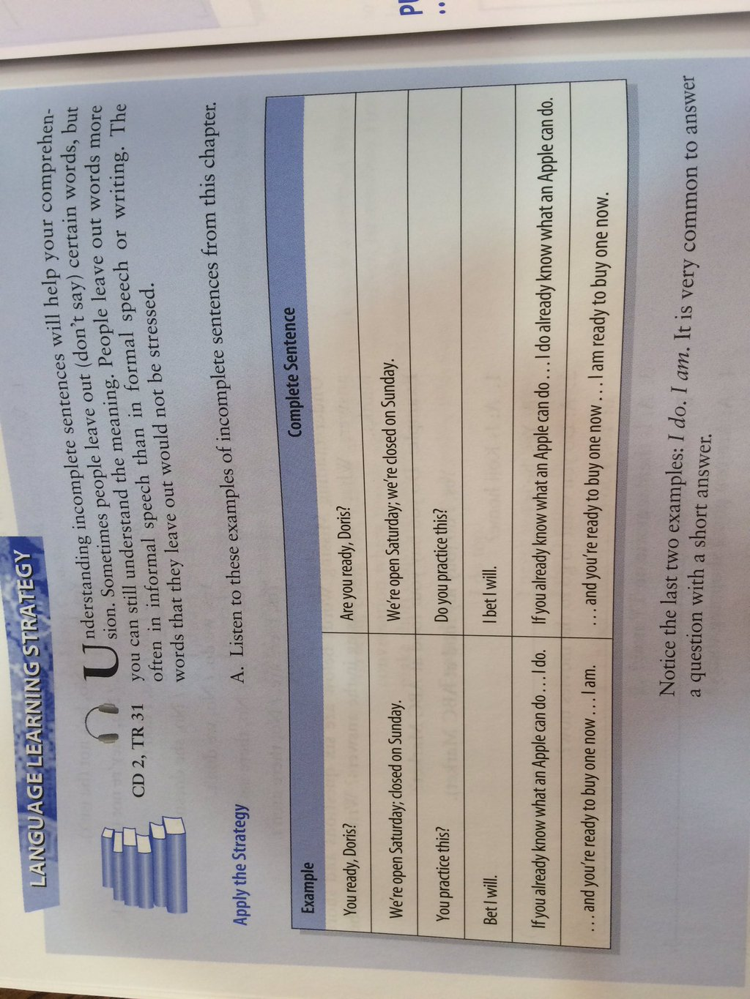 LANGUAGE LEARNING STRATEGY
CD 2, TR 31
Understanding incomplete sentences will help your comprehen-
sion. Sometimes people leave out (don't say) certain words, but
you can still understand the meaning. People leave out words more
often in informal speech than in formal speech or writing. The
words that they leave out would not be stressed.
Apply the Strategy
A. Listen to these examples of incomplete sentences from this chapter.
Example Complete Sentence
You ready, Doris? Are you ready, Doris?
We're open Saturday; closed on Sunday. We're open Saturday; we're closed on Sunday.
You practice this? Do you practice this?
Bet I will. I bet I will.
If you already know what an Apple can do . . . I do. If you already know what an Apple can do . . . I do already know what an Apple can do.
. . . and you're ready to buy one now . . . I am. . . . and you're ready to buy one now . . . I am ready to buy one now.
Notice the last two examples: I do. I am. It is very common to answer
a question with a short answer.